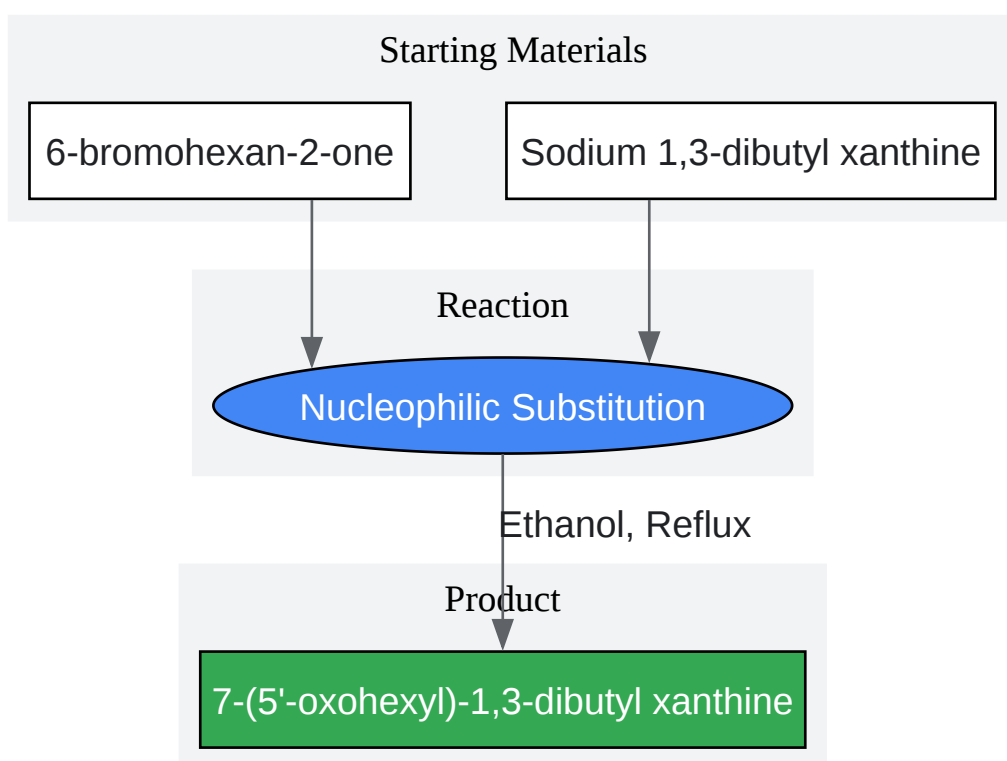 Starting Materials
6-bromohexan-2-one
Sodium 1,3-dibutyl xanthine
Reaction
Nucleophilic Substitution
Ethanol, Reflux
Product
7-(5'-oxohexyl)-1,3-dibutyl xanthine